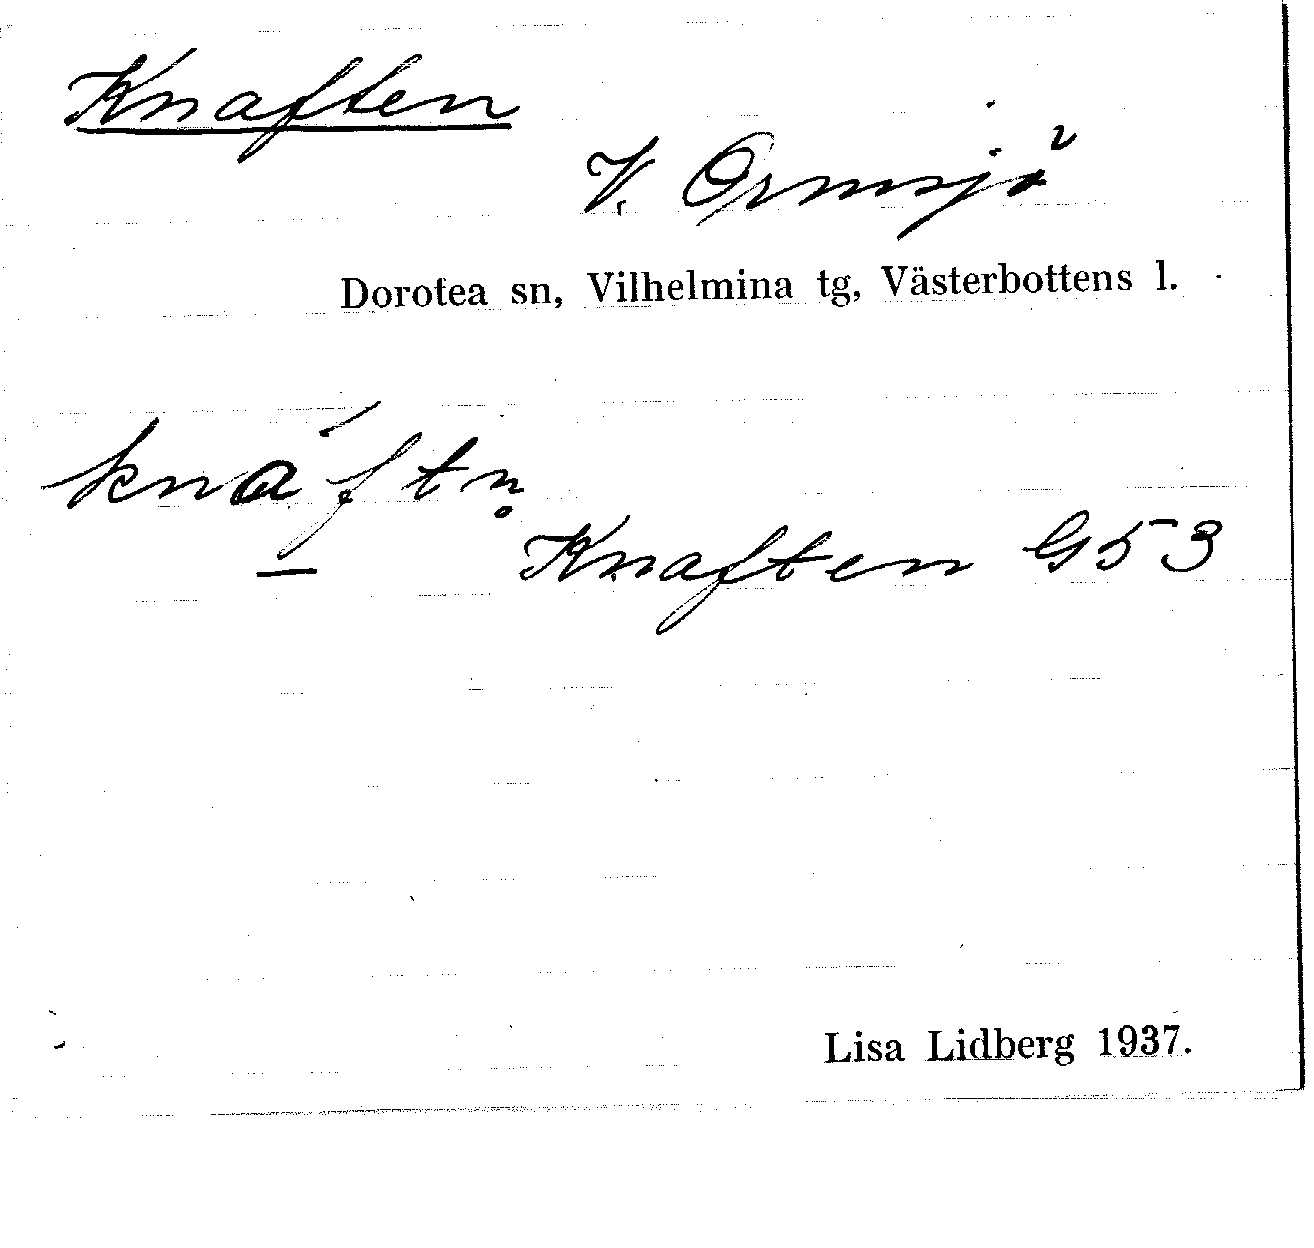 Knaften
V. Ormsjö
Dorotea sn, Vilhelmina tg, Västerbottens l.
knáftn̥
Knaften G53
Lisa Lidberg 1937.